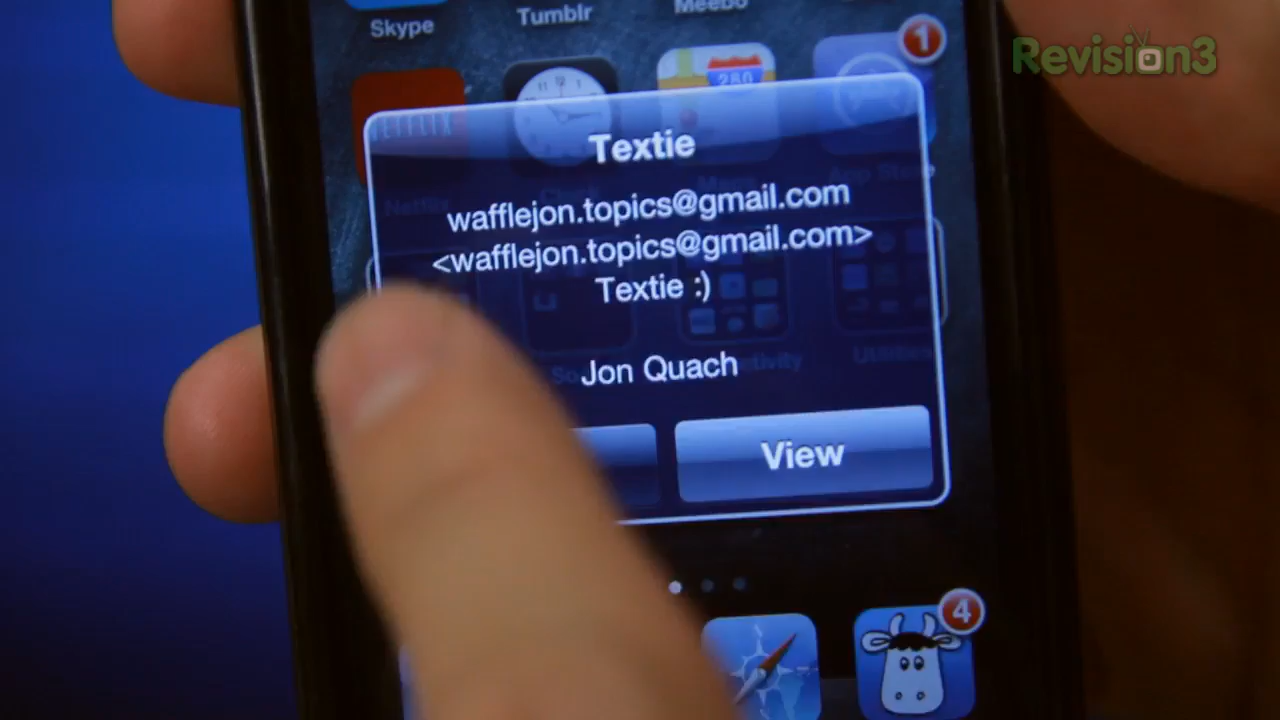 Skype
Tumblr
Meebo
1
Revision3
NETFLIX
280
Textie
wafflejon.topics@gmail.com
<wafflejon.topics@gmail.com>
Textie :)
Jon Quach
View
4